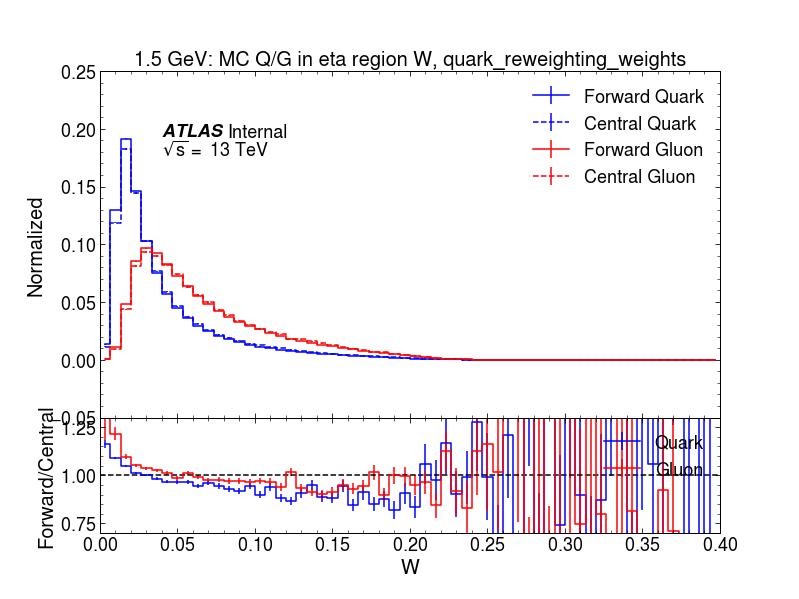 1.5 GeV: MC Q/G in eta region W, quark_reweighting_weights
0.25
0.20
0.15
0.10
0.05
0.00
−0.05
Normalized
ATLAS Internal
√s = 13 TeV
Forward Quark
Central Quark
Forward Gluon
Central Gluon
1.25
1.00
0.75
Forward/Central
Quark
Gluon
0.00 0.05 0.10 0.15 0.20 0.25 0.30 0.35 0.40
W